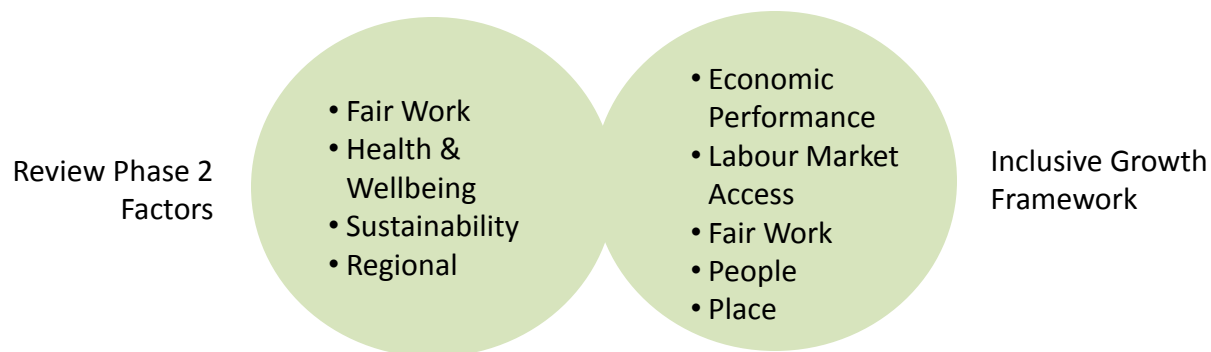 Review Phase 2
Factors
• Fair Work
• Health &
Wellbeing
• Sustainability
• Regional
• Economic
Performance
• Labour Market
Access
• Fair Work
• People
• Place
Inclusive Growth
Framework